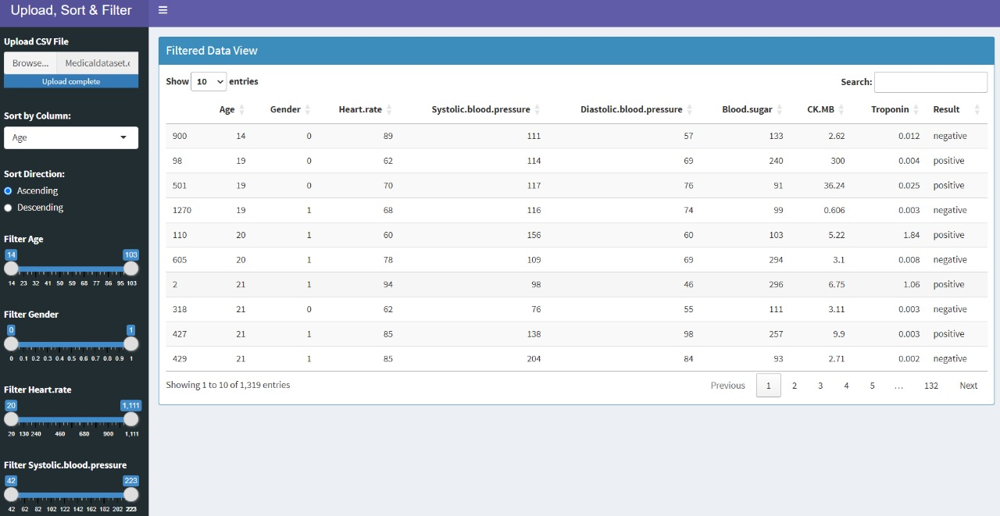 Upload, Sort & Filter
Upload CSV File
Browse... Medicaldataset.c
Upload complete
Sort by Column:
Age
Sort Direction:
Ascending
Descending
Filter Age
14 103
14 23 32 41 50 59 68 77 86 95 103
Filter Gender
0 1
0 0.1 0.2 0.3 0.4 0.5 0.6 0.7 0.8 0.9 1
Filter Heart.rate
20 1,111
20 130 240 460 680 900 1,111
Filter Systolic.blood.pressure
42 223
42 62 82 102 122 142 162 182 202 223
Filtered Data View
Show 10 entries Search:
Age Gender Heart.rate Systolic.blood.pressure Diastolic.blood.pressure Blood.sugar CK.MB Troponin Result
900 14 0 89 111 57 133 2.62 0.012 negative
98 19 0 62 114 69 240 300 0.004 positive
501 19 0 70 117 76 91 36.24 0.025 positive
1270 19 1 68 116 74 99 0.606 0.003 negative
110 20 1 60 156 60 103 5.22 1.84 positive
605 20 1 78 109 69 294 3.1 0.008 negative
2 21 1 94 98 46 296 6.75 1.06 positive
318 21 0 62 76 55 111 3.11 0.003 negative
427 21 1 85 138 98 257 9.9 0.003 positive
429 21 1 85 204 84 93 2.71 0.002 negative
Showing 1 to 10 of 1,319 entries Previous 1 2 3 4 5 ... 132 Next